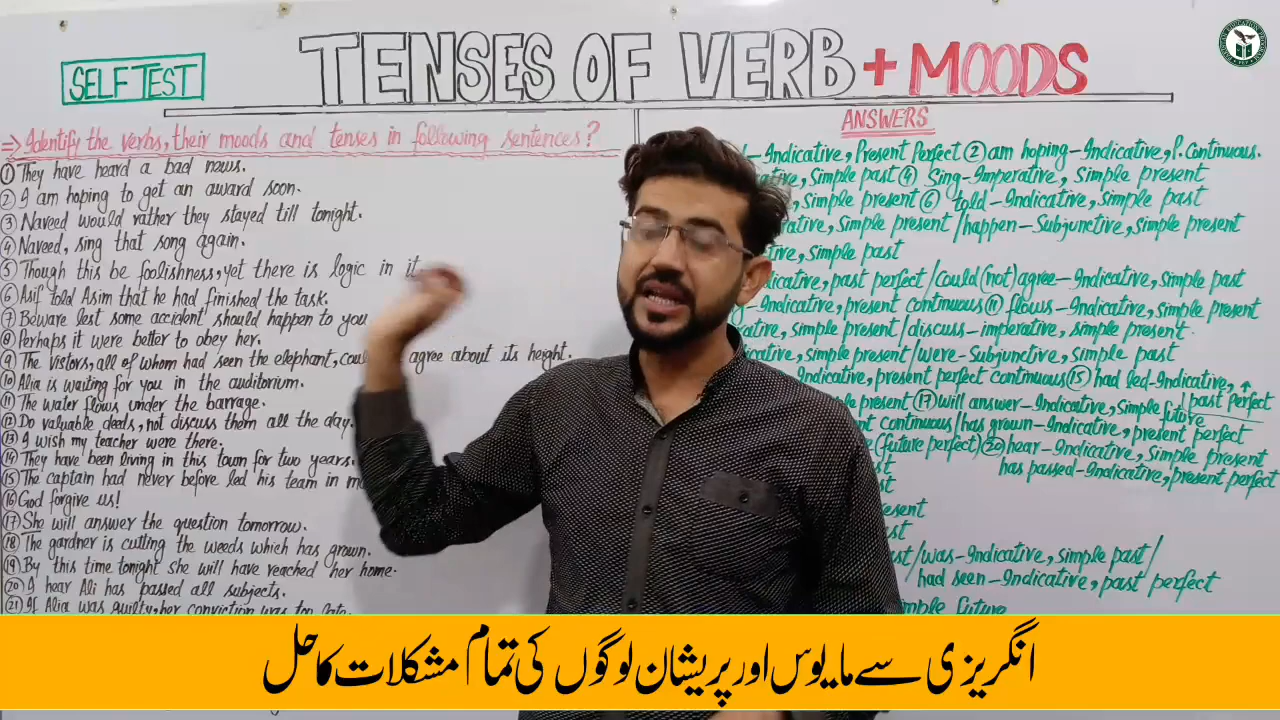 TENSES OF VERB + MOODS
SELF TEST
⇒ Identify the verbs, their moods and tenses in following sentences?
① They have heard a bad news.
② I am hoping to get an award soon.
③ Naveed would rather they stayed till tonight.
④ Naveed, sing that song again.
⑤ Though this be foolishness, yet there is logic in it
⑥ Asif told Asim that he had finished the task.
⑦ Beware lest some accident should happen to you
⑧ Perhaps it were better to obey her.
⑨ The vistors, all of whom had seen the elephant, agree about its height.
⑩ Alia is waiting for you in the auditorium.
⑪ The water flows under the barrage.
⑫ Do valuable deeds, not discuss them all the day.
⑬ I wish my teacher were there.
⑭ They have been living in this town for two years.
⑮ The captain had never before led his team in
⑯ God forgive us!
⑰ She will answer the question tomorrow.
⑱ The gardner is cutting the weeds which has grown.
⑲ By this time tonight she will have reached her home.
⑳ I hear Ali has passed all subjects.
㉑ If Alia was guilty, her conviction was too late.
ANSWERS
Indicative, Present Perfect ② am hoping – Indicative, P. Continuous.
Simple past ④ Sing – Imperative, Simple present
Simple present ⑥ told – Indicative, Simple past
Simple present / happen – Subjunctive, Simple present
Simple past
past perfect / could (not) agree – Indicative, Simple past
Indicative, present continuous ⑪ flows – Indicative, Simple present
simple present / discuss – imperative, simple present.
simple present / were – Subjunctive, Simple past
Indicative, present perfect continuous ⑮ had led – Indicative,
past perfect
present ⑰ will answer – Indicative, Simple future
continuous / has grown – Indicative, present perfect
(future perfect) ⑳ hear – Indicative, Simple present
has passed – Indicative, present perfect
/ was – Indicative, simple past /
had seen – Indicative, past perfect
future
انگریزی سے مایوس اور پریشان لوگوں کی تمام مشکلات کا حل